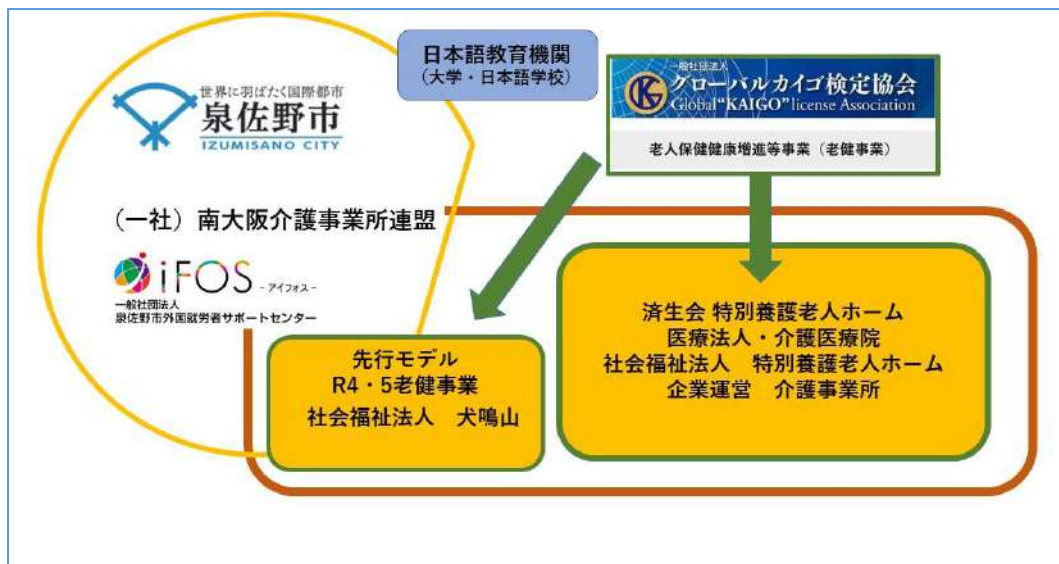 世界に羽ばたく国際都市
泉佐野市
IZUMISANO CITY
日本語教育機関
（大学・日本語学校）
一般社団法人
グローバルカイゴ検定協会
Global“KAIGO”license Association
老人保健健康増進等事業（老健事業）
（一社）南大阪介護事業所連盟
iFOS -アイフォス-
一般社団法人
泉佐野市外国就労者サポートセンター
先行モデル
R4・5老健事業
社会福祉法人　犬鳴山
済生会 特別養護老人ホーム
医療法人・介護医療院
社会福祉法人　特別養護老人ホーム
企業運営　介護事業所